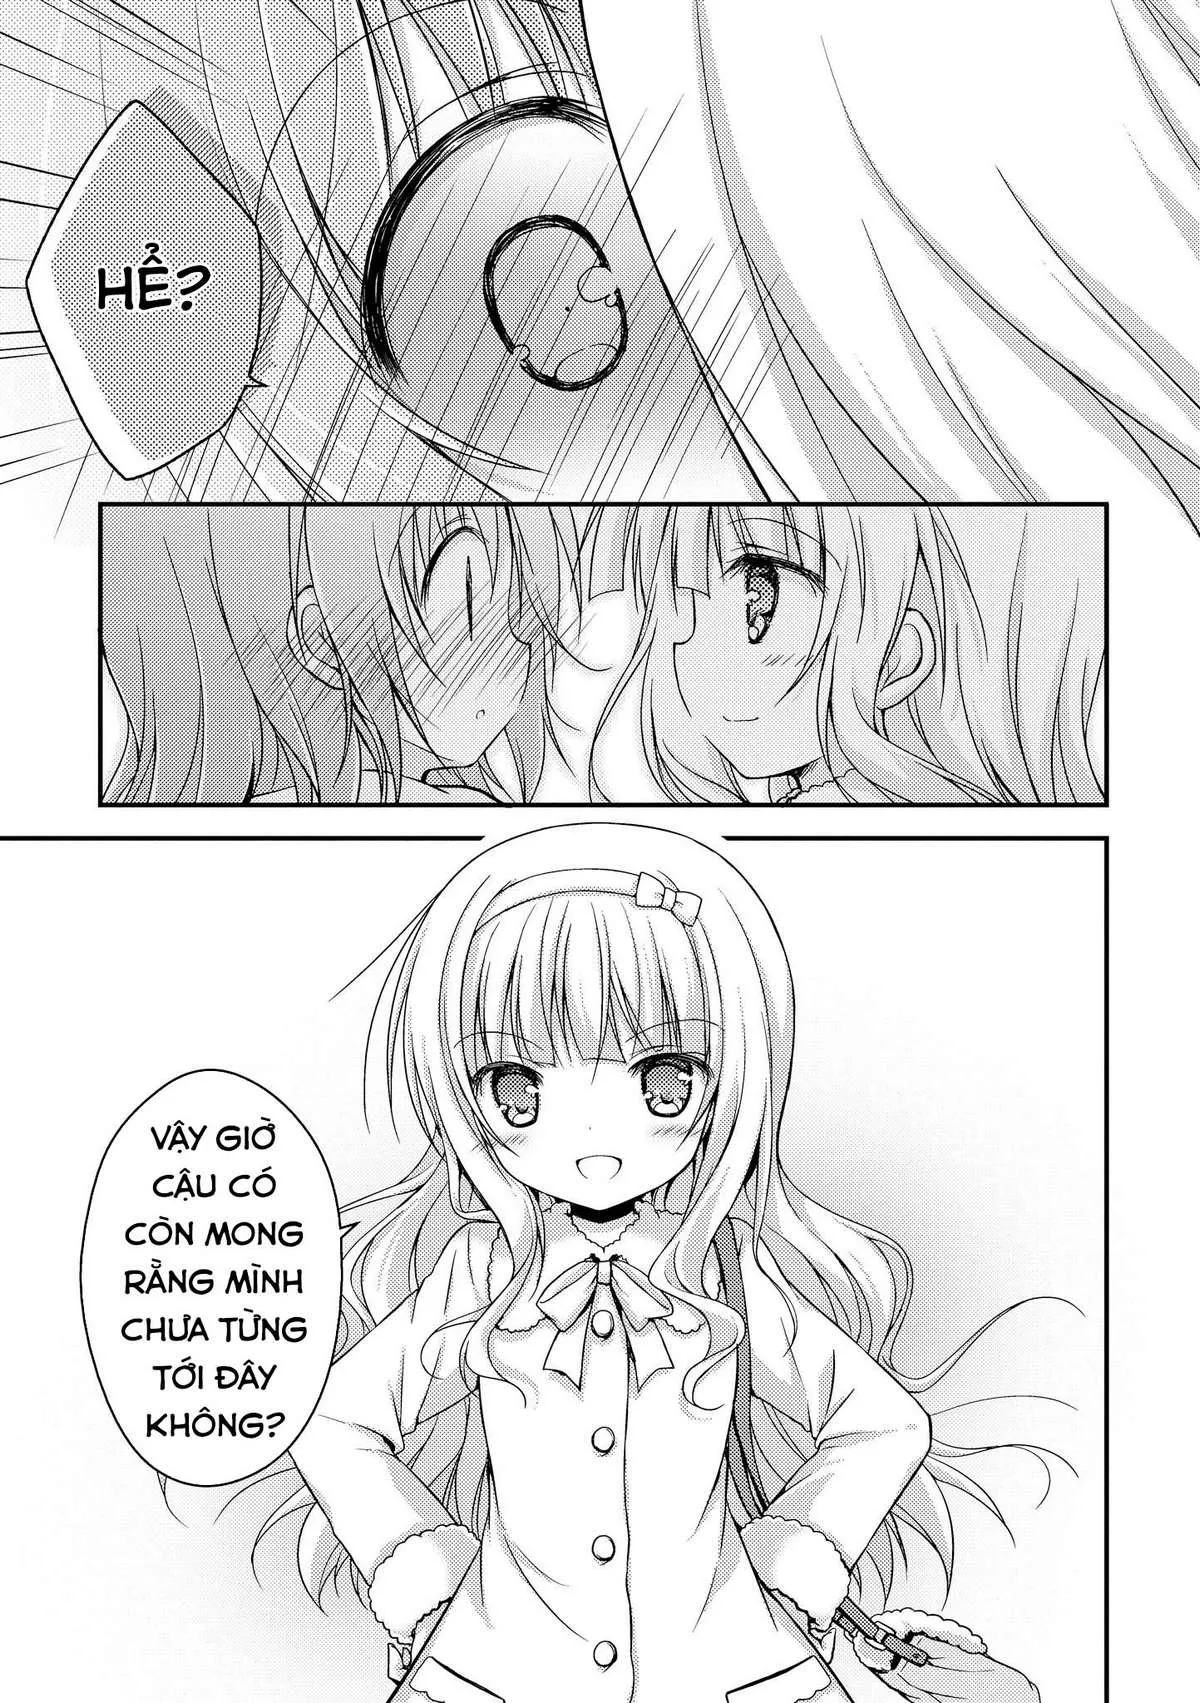 HỂ?
VẬY GIỜ
CẬU CÓ
CÒN MONG
RẰNG MÌNH
CHƯA TỪNG
TỚI ĐÂY
KHÔNG?